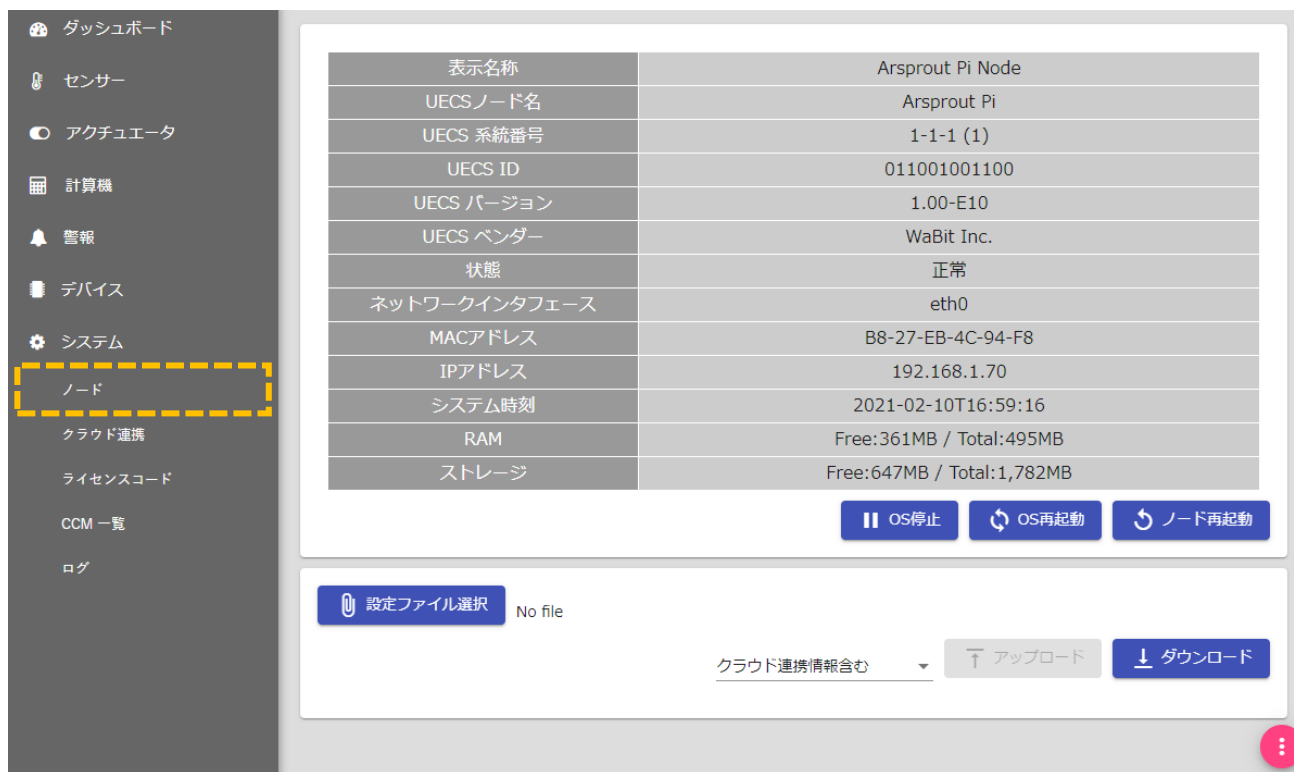 ダッシュボード
センサー
アクチュエータ
計算機
警報
デバイス
システム
ノード
クラウド連携
ライセンスコード
CCM 一覧
ログ
表示名称 Arsprout Pi Node
UECSノード名 Arsprout Pi
UECS 系統番号 1-1-1 (1)
UECS ID 011001001100
UECS バージョン 1.00-E10
UECS ベンダー WaBit Inc.
状態 正常
ネットワークインタフェース eth0
MACアドレス B8-27-EB-4C-94-F8
IPアドレス 192.168.1.70
システム時刻 2021-02-10T16:59:16
RAM Free:361MB / Total:495MB
ストレージ Free:647MB / Total:1,782MB
OS停止 OS再起動 ノード再起動
設定ファイル選択 No file
クラウド連携情報含む アップロード ダウンロード